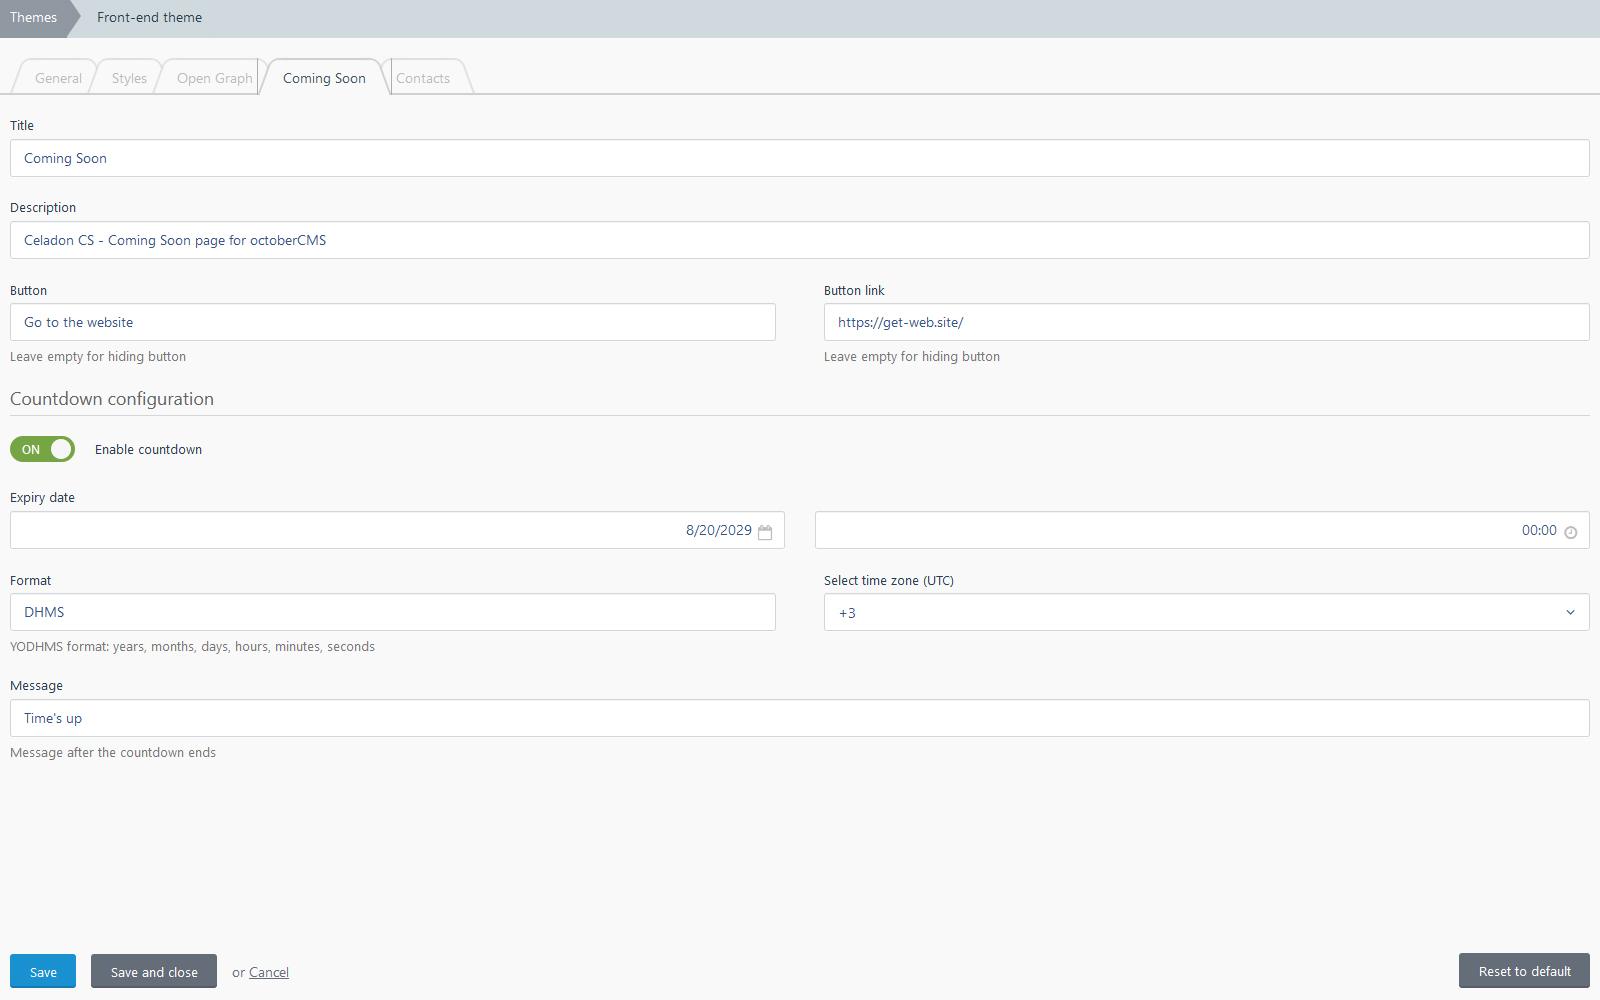 Themes Front-end theme
General Styles Open Graph Coming Soon Contacts
Title
Coming Soon
Description
Celadon CS - Coming Soon page for octoberCMS
Button Button link
Go to the website https://get-web.site/
Leave empty for hiding button Leave empty for hiding button
Countdown configuration
ON Enable countdown
Expiry date
8/20/2029 00:00
Format Select time zone (UTC)
DHMS +3
YODHMS format: years, months, days, hours, minutes, seconds
Message
Time's up
Message after the countdown ends
Save Save and close or Cancel Reset to default